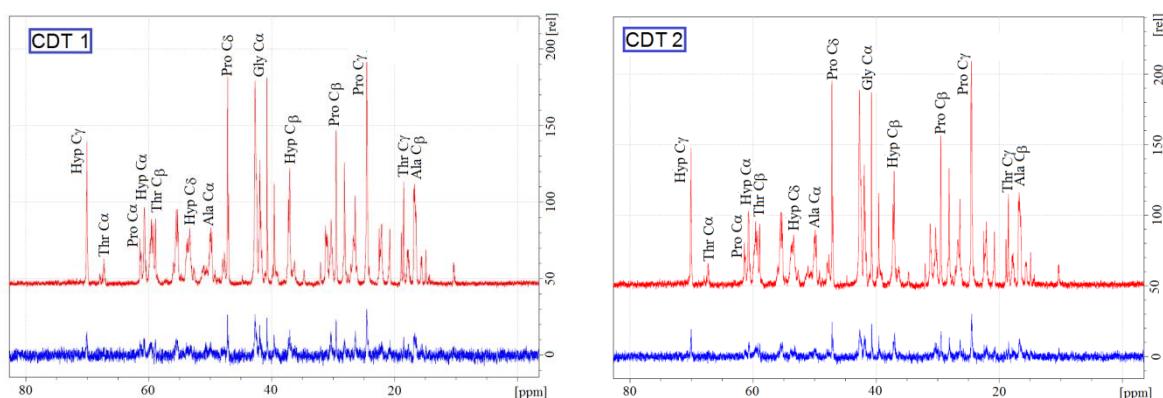 CDT 1
Hyp Cγ
Thr Cα
Pro Cα
Hyp Cα
Thr Cβ
Hyp Cδ
Ala Cα
Pro Cδ
Gly Cα
Hyp Cβ
Pro Cβ
Pro Cγ
Thr Cγ
Ala Cβ
[rel]
200
150
100
50
0
80
60
40
20
[ppm]
CDT 2
Hyp Cγ
Thr Cα
Pro Cα
Hyp Cα
Thr Cβ
Hyp Cδ
Ala Cα
Pro Cδ
Gly Cα
Hyp Cβ
Pro Cβ
Pro Cγ
Thr Cγ
Ala Cβ
[rel]
200
150
100
50
0
80
60
40
20
[ppm]